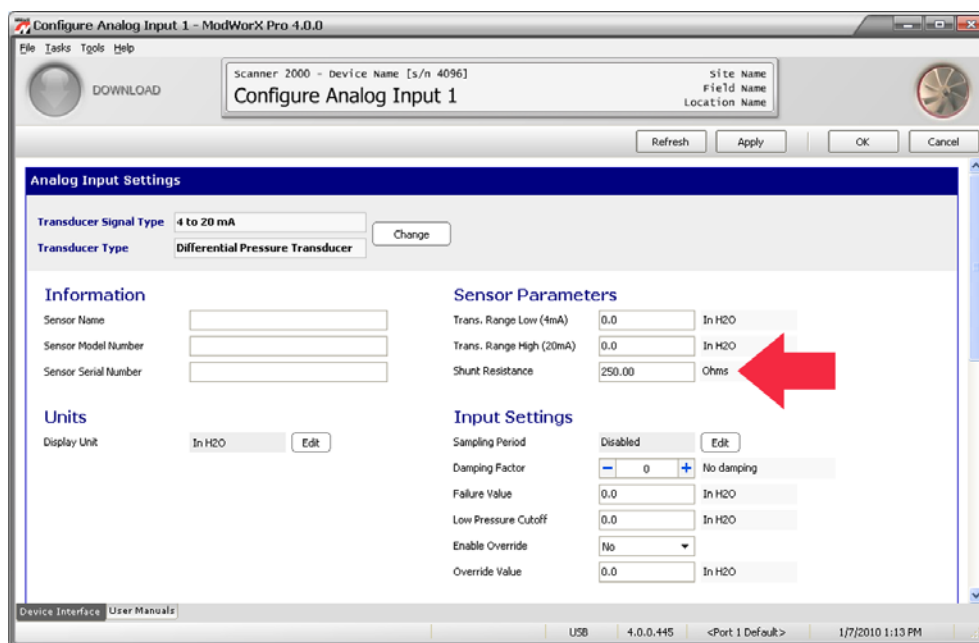 Configure Analog Input 1 - ModWorX Pro 4.0.0
File Tasks Tools Help
DOWNLOAD
Scanner 2000 - Device Name [s/n 4096]
Configure Analog Input 1
Site Name
Field Name
Location Name
Refresh Apply OK Cancel
Analog Input Settings
Transducer Signal Type 4 to 20 mA
Change
Transducer Type Differential Pressure Transducer
Information
Sensor Name
Sensor Model Number
Sensor Serial Number
Units
Display Unit In H2O Edit
Sensor Parameters
Trans. Range Low (4mA) 0.0 In H2O
Trans. Range High (20mA) 0.0 In H2O
Shunt Resistance 250.00 Ohms
Input Settings
Sampling Period Disabled Edit
Damping Factor − 0 + No damping
Failure Value 0.0 In H2O
Low Pressure Cutoff 0.0 In H2O
Enable Override No
Override Value 0.0 In H2O
Device Interface User Manuals
USB 4.0.0.445 <Port 1 Default> 1/7/2010 1:13 PM